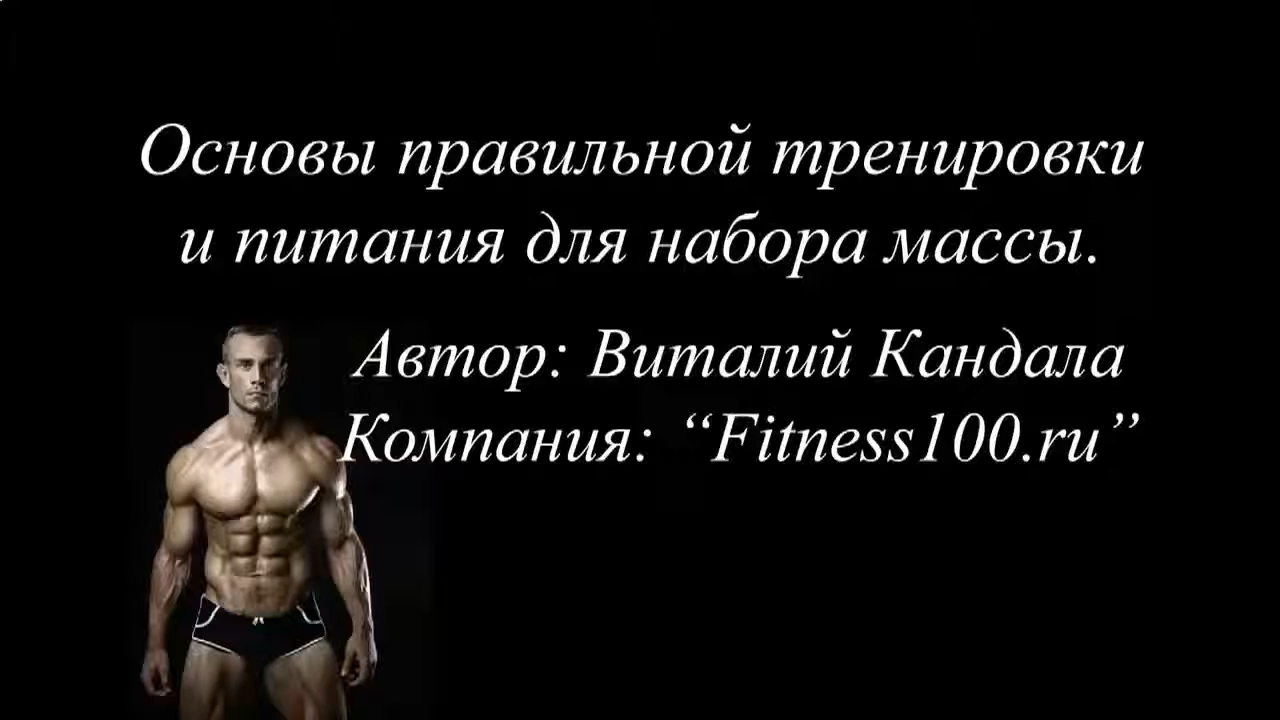 Основы правильной тренировки
и питания для набора массы.
Автор: Виталий Кандала
Компания: “Fitness100.ru”